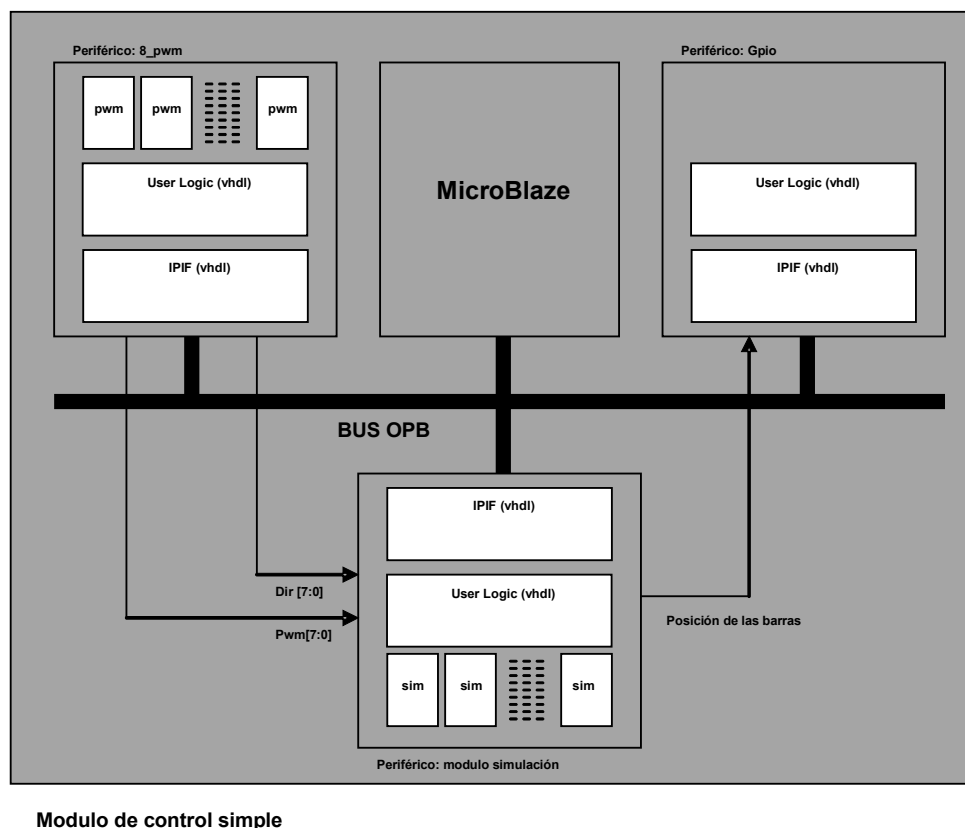 Periférico: 8_pwm
Periférico: Gpio
pwm
pwm
pwm
User Logic (vhdl)
IPIF (vhdl)
MicroBlaze
User Logic (vhdl)
IPIF (vhdl)
BUS OPB
IPIF (vhdl)
User Logic (vhdl)
Dir [7:0]
Pwm[7:0]
Posición de las barras
sim
sim
sim
Periférico: modulo simulación
Modulo de control simple